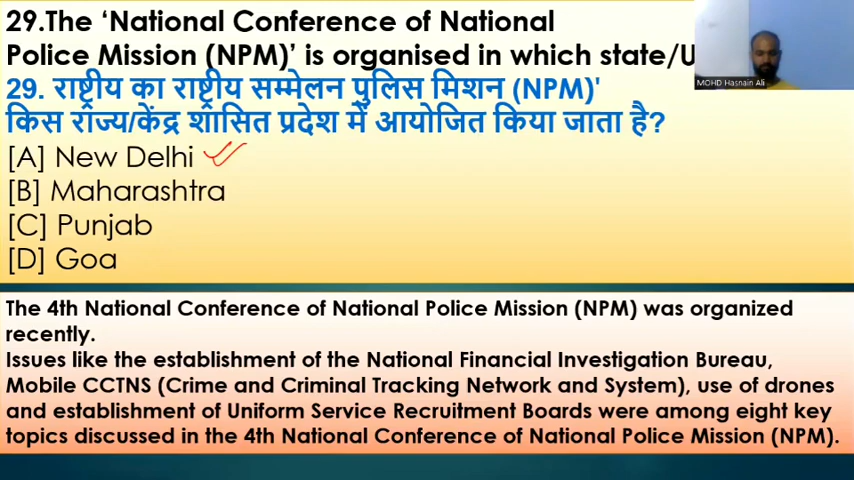 29.The ‘National Conference of National
Police Mission (NPM)’ is organised in which state/U
MOHD Hasnain Ali
29. राष्ट्रीय का राष्ट्रीय सम्मेलन पुलिस मिशन (NPM)'
किस राज्य/केंद्र शासित प्रदेश में आयोजित किया जाता है?
[A] New Delhi
[B] Maharashtra
[C] Punjab
[D] Goa
The 4th National Conference of National Police Mission (NPM) was organized
recently.
Issues like the establishment of the National Financial Investigation Bureau,
Mobile CCTNS (Crime and Criminal Tracking Network and System), use of drones
and establishment of Uniform Service Recruitment Boards were among eight key
topics discussed in the 4th National Conference of National Police Mission (NPM).